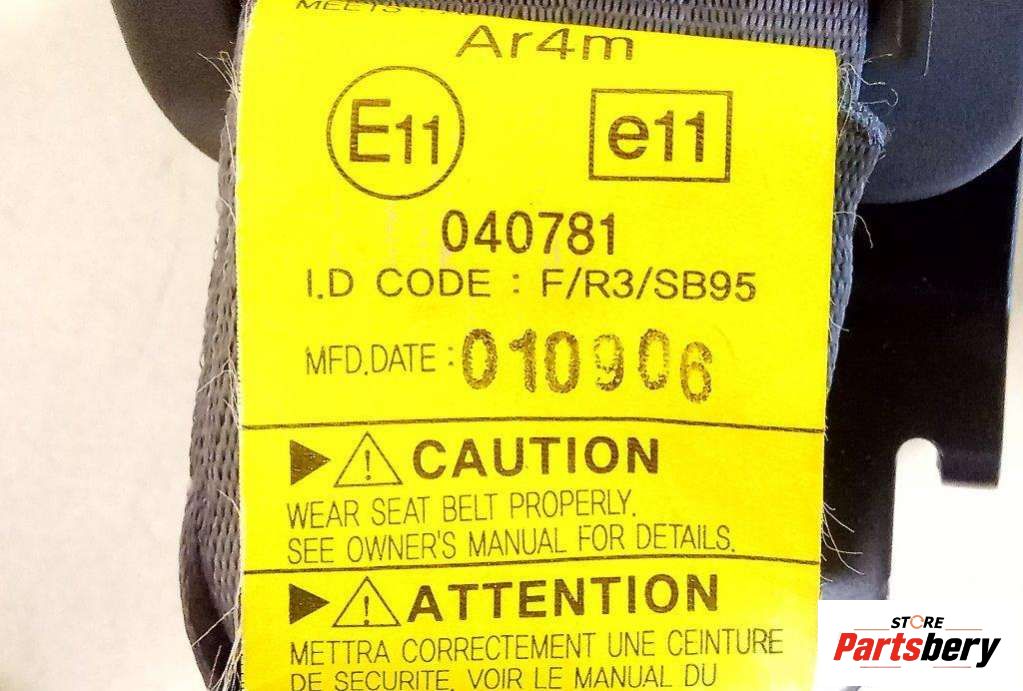 MEETS
Ar4m
E11 e11
040781
I.D CODE : F/R3/SB95
MFD.DATE : 010906
CAUTION
WEAR SEAT BELT PROPERLY.
SEE OWNER'S MANUAL FOR DETAILS.
ATTENTION
METTRA CORRECTEMENT UNE CEINTURE
DE SECURITE, VOIR LE MANUAL DU
STORE
Partsbery